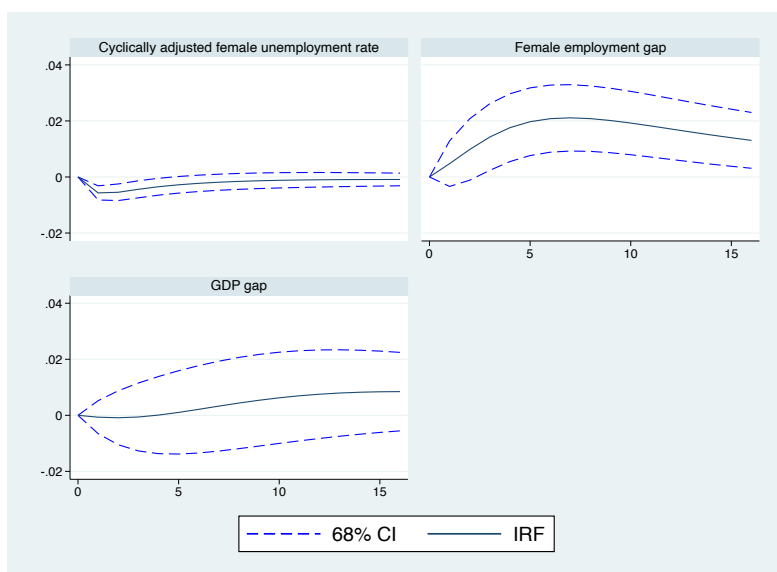 Cyclically adjusted female unemployment rate
Female employment gap
.04
.02
0
-.02
0 5 10 15
GDP gap
.04
.02
0
-.02
0 5 10 15
68% CI IRF